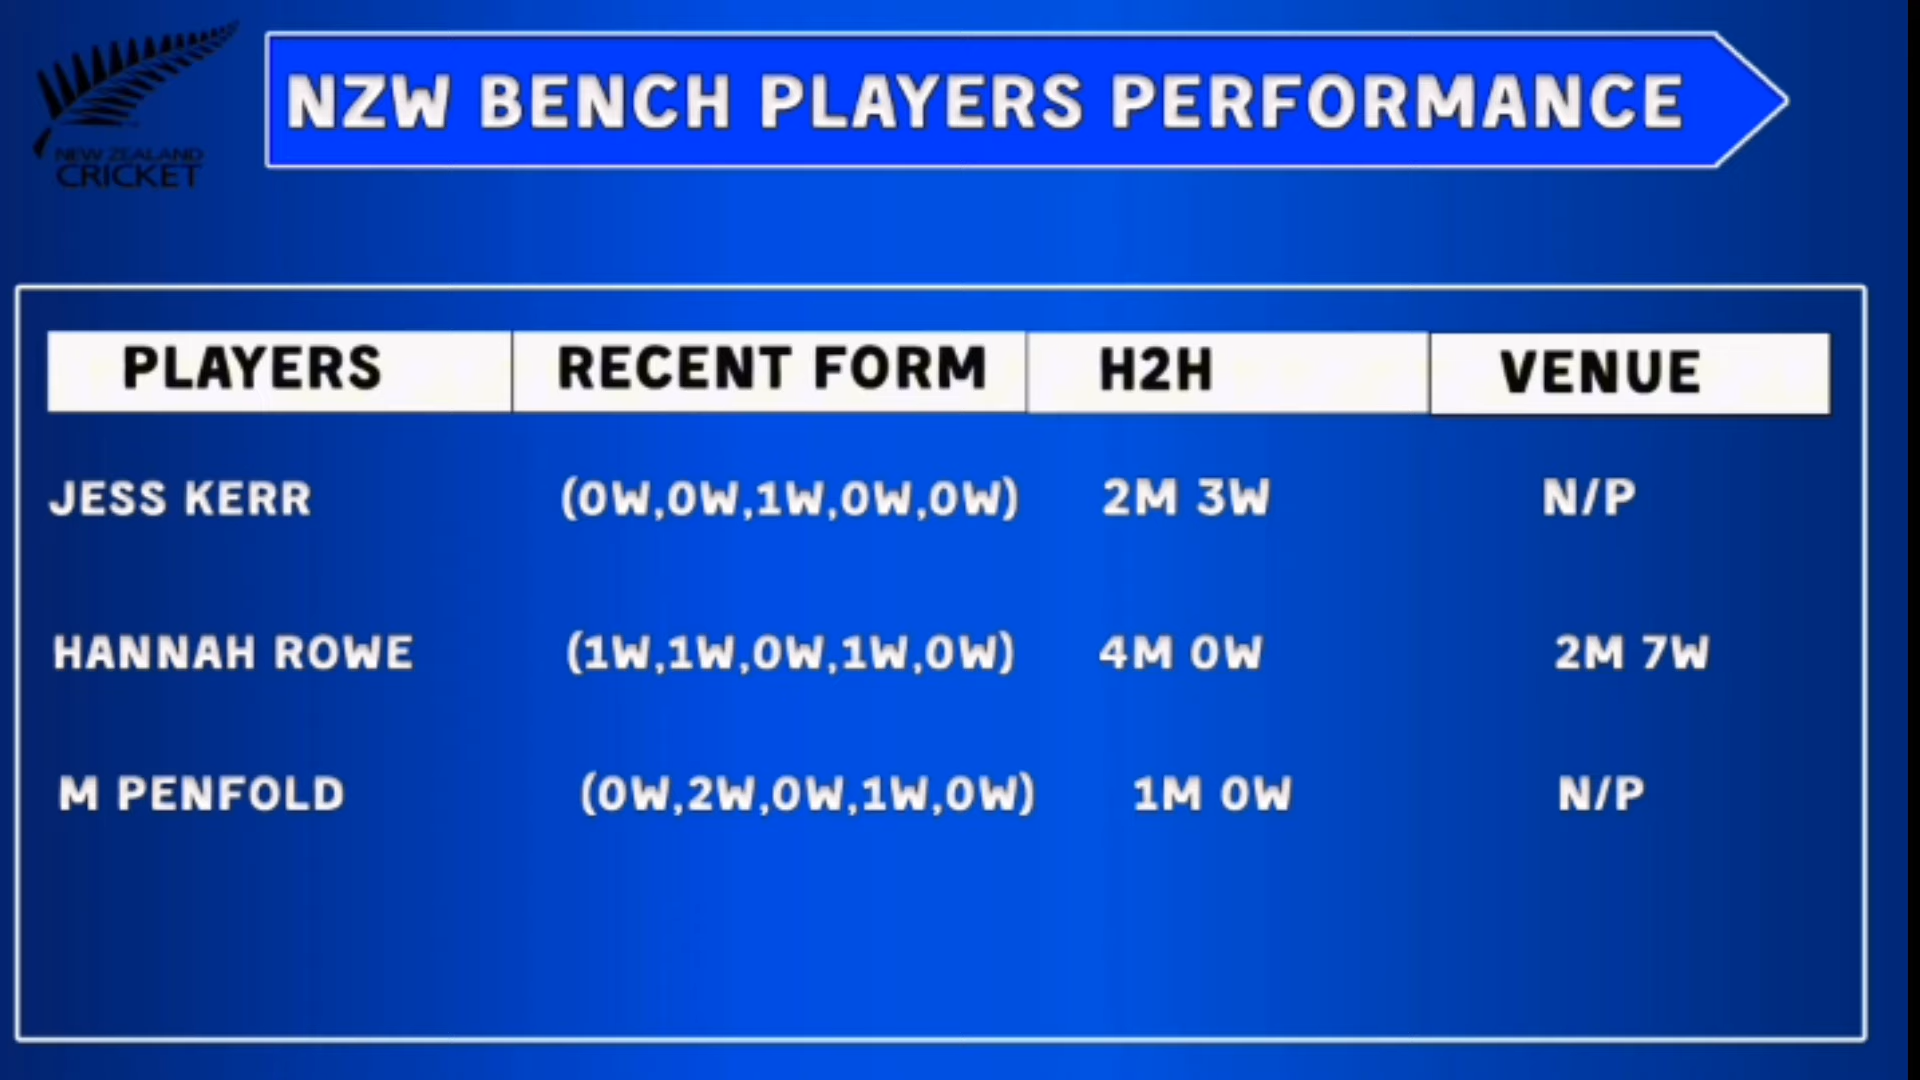 NEW ZEALAND
CRICKET
NZW BENCH PLAYERS PERFORMANCE
PLAYERS RECENT FORM H2H VENUE
JESS KERR (0W,0W,1W,0W,0W) 2M 3W N/P
HANNAH ROWE (1W,1W,0W,1W,0W) 4M 0W 2M 7W
M PENFOLD (0W,2W,0W,1W,0W) 1M 0W N/P